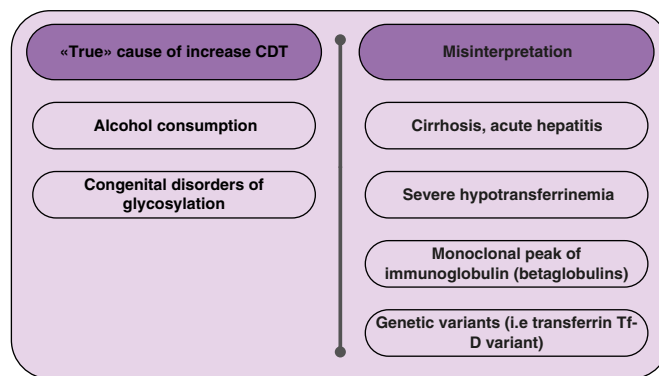 «True» cause of increase CDT
Alcohol consumption
Congenital disorders of
glycosylation
Misinterpretation
Cirrhosis, acute hepatitis
Severe hypotransferrinemia
Monoclonal peak of
immunoglobulin (betaglobulins)
Genetic variants (i.e transferrin Tf-
D variant)